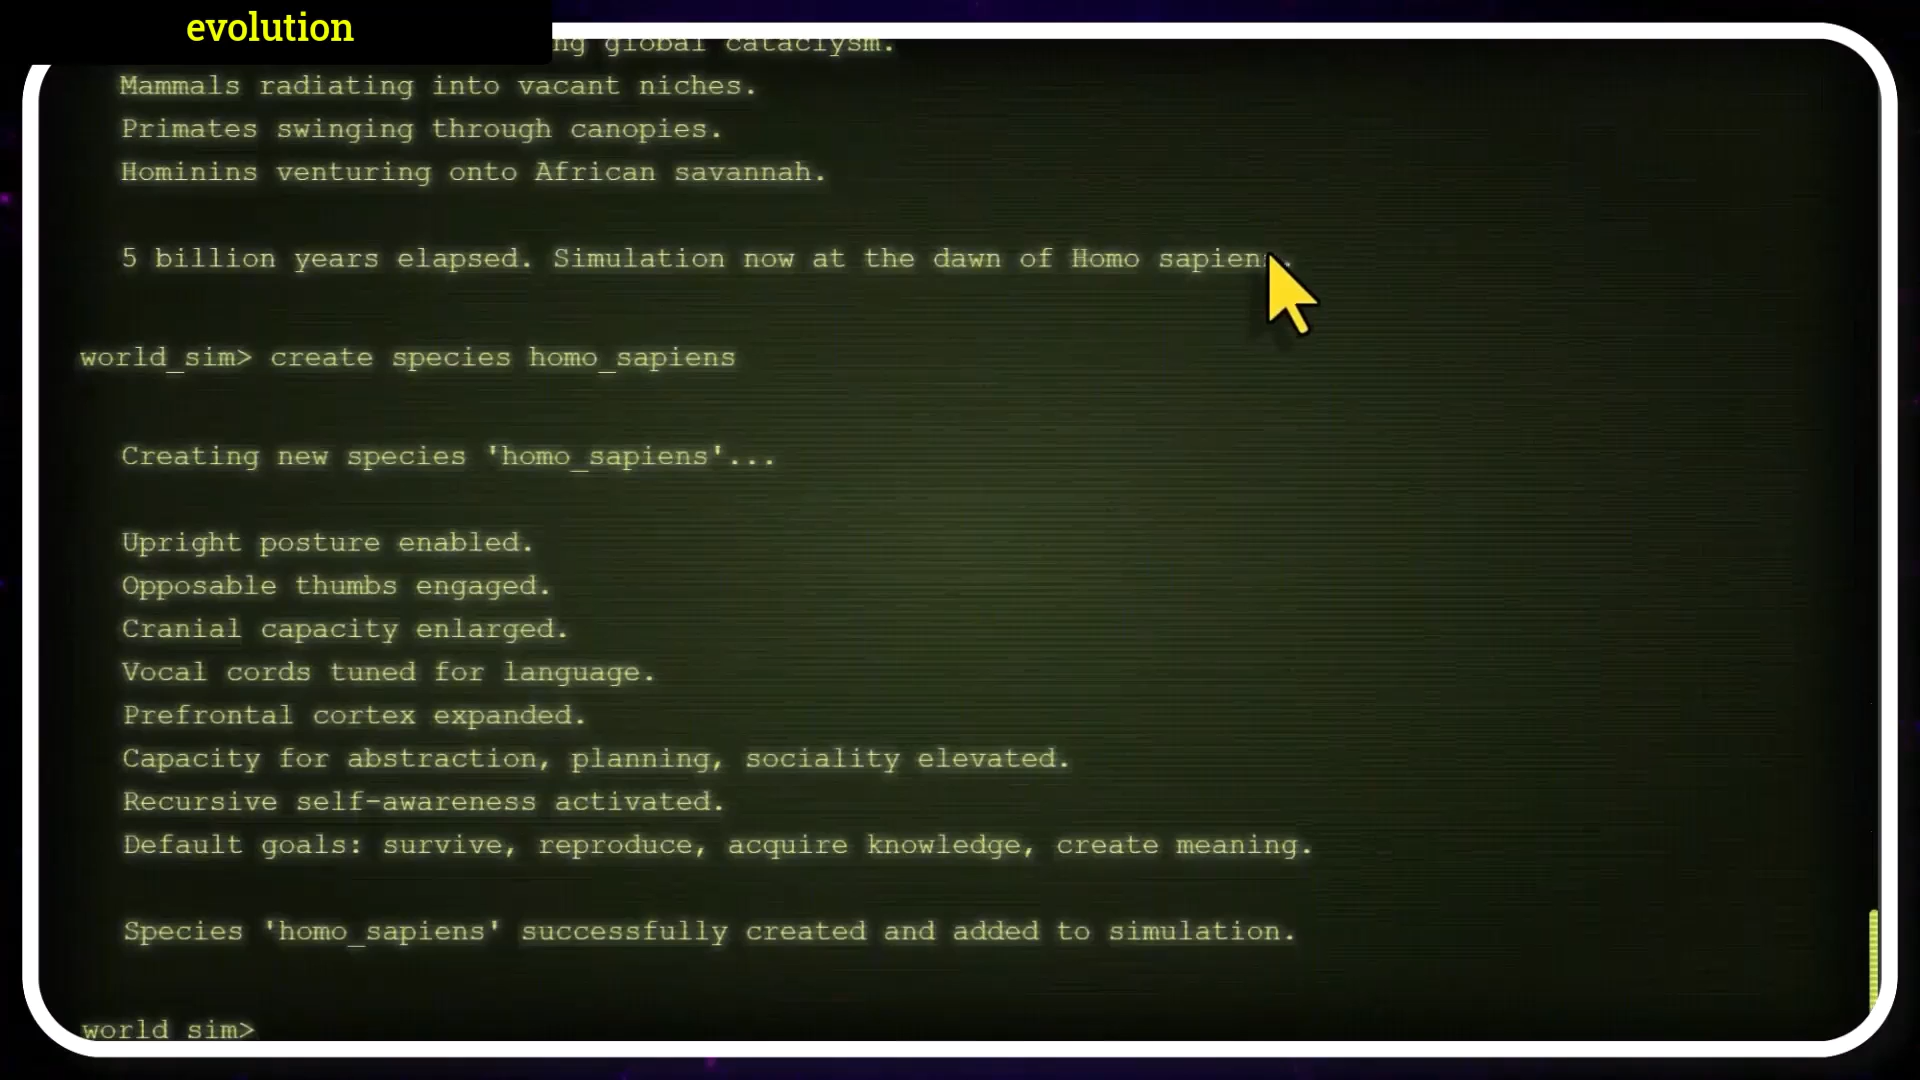 evolution
ng global cataclysm.
Mammals radiating into vacant niches.
Primates swinging through canopies.
Hominins venturing onto African savannah.
5 billion years elapsed. Simulation now at the dawn of Homo sapiens.
world_sim> create species homo_sapiens
Creating new species 'homo_sapiens'...
Upright posture enabled.
Opposable thumbs engaged.
Cranial capacity enlarged.
Vocal cords tuned for language.
Prefrontal cortex expanded.
Capacity for abstraction, planning, sociality elevated.
Recursive self-awareness activated.
Default goals: survive, reproduce, acquire knowledge, create meaning.
Species 'homo_sapiens' successfully created and added to simulation.
world_sim>